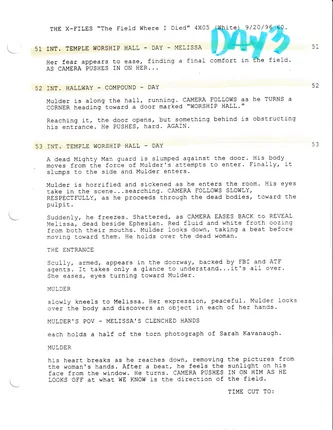 THE X-FILES "The Field Where I Died" 4X05 (White) 9/20/96 60.
DAY 3
51 INT. TEMPLE WORSHIP HALL - DAY - MELISSA 51
Her fear appears to ease, finding a final comfort in the field.
AS CAMERA PUSHES IN ON HER...
52 INT. HALLWAY - COMPOUND - DAY 52
Mulder is along the hall, running. CAMERA FOLLOWS as he TURNS A
CORNER heading toward a door marked "WORSHIP HALL."
Reaching it, the door opens, but something behind is obstructing
his entrance. He PUSHES, hard. AGAIN.
53 INT. TEMPLE WORSHIP HALL - DAY 53
A dead Mighty Man guard is slumped against the door. His body
moves from the force of Mulder's attempts to enter. Finally, it
slumps to the side and Mulder enters.
Mulder is horrified and sickened as he enters the room. His eyes
take in the scene...searching. CAMERA FOLLOWS SLOWLY,
RESPECTFULLY, as he proceeds through the dead bodies, toward the
pulpit.
Suddenly, he freezes. Shattered, as CAMERA EASES BACK to REVEAL
Melissa, dead beside Ephesian. Red fluid and white froth oozing
from both their mouths. Mulder looks down, taking a beat before
moving toward them. He holds over the dead woman.
THE ENTRANCE
Scully, armed, appears in the doorway, backed by FBI and ATF
agents. It takes only a glance to understand...it's all over.
She eases, eyes turning toward Mulder.
MULDER
slowly kneels to Melissa. Her expression, peaceful. Mulder looks
over the body and discovers an object in each of her hands.
MULDER'S POV - MELISSA'S CLENCHED HANDS
each holds a half of the torn photograph of Sarah Kavanaugh.
MULDER
his heart breaks as he reaches down, removing the pictures from
the woman's hands. After a beat, he feels the sunlight on his
face from the window. He turns. CAMERA PUSHES IN ON HIM AS HE
LOOKS OFF at what WE KNOW is the direction of the field.
TIME CUT TO: